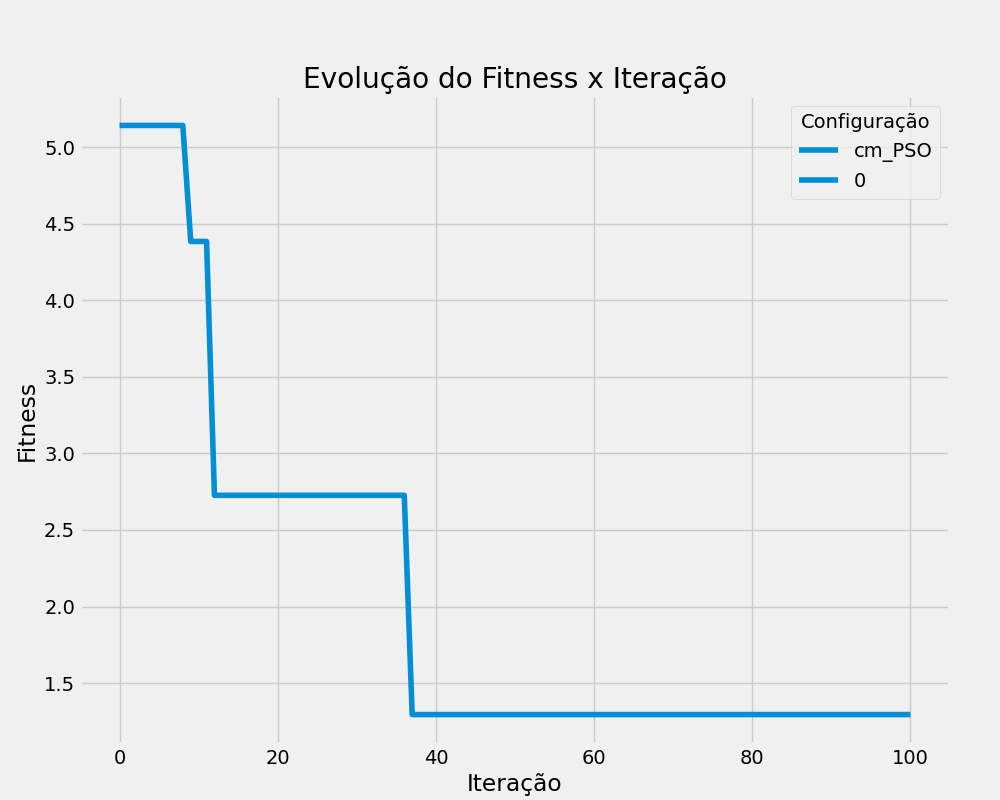 Evolução do Fitness x Iteração
Configuração
cm_PSO
0
Fitness
5.0
4.5
4.0
3.5
3.0
2.5
2.0
1.5
0 20 40 60 80 100
Iteração